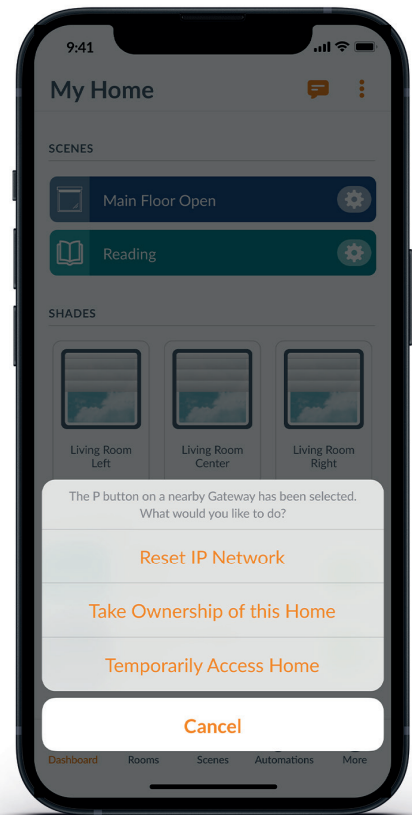 9:41
My Home
SCENES
Main Floor Open
Reading
SHADES
Living Room
Left
Living Room
Center
Living Room
Right
The P button on a nearby Gateway has been selected.
What would you like to do?
Reset IP Network
Take Ownership of this Home
Temporarily Access Home
Cancel
Dashboard
Rooms
Scenes
Automations
More